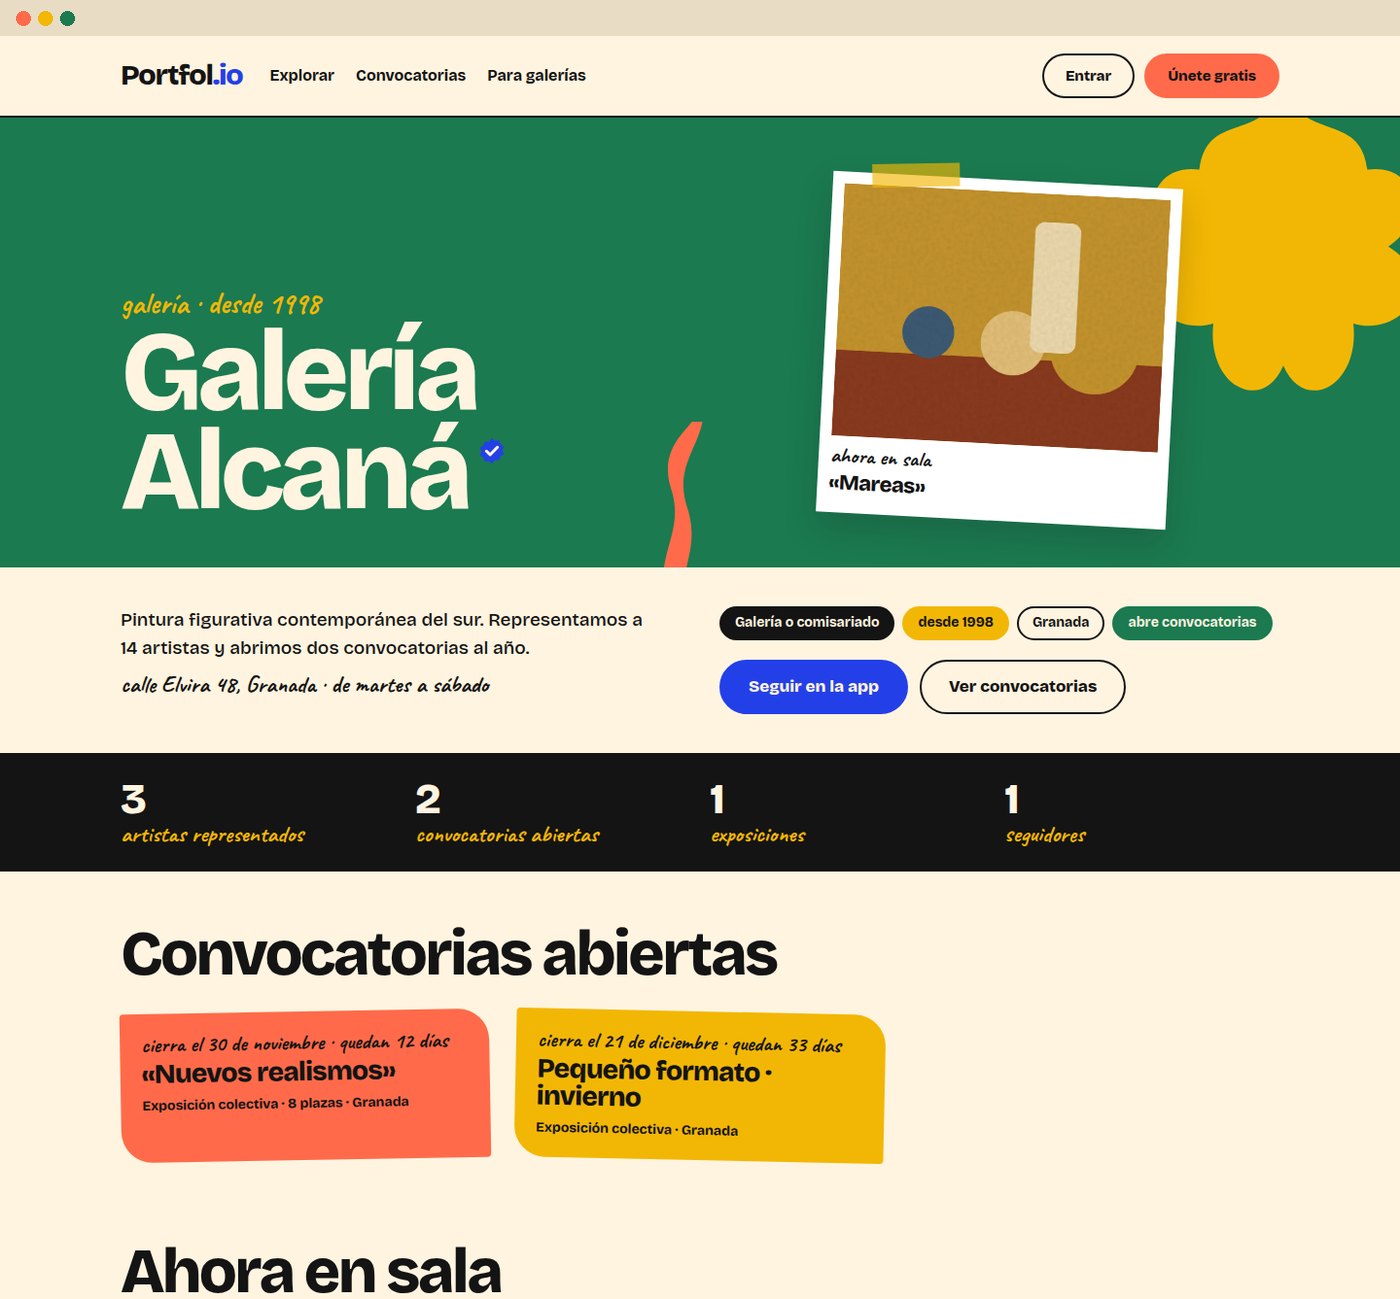 Portfol.io
Explorar
Convocatorias
Para galerías
Entrar
Únete gratis
galería · desde 1998
Galería
Alcaná
ahora en sala
«Mareas»
Pintura figurativa contemporánea del sur. Representamos a
14 artistas y abrimos dos convocatorias al año.
calle Elvira 48, Granada · de martes a sábado
Galería o comisariado
desde 1998
Granada
abre convocatorias
Seguir en la app
Ver convocatorias
3
artistas representados
2
convocatorias abiertas
1
exposiciones
1
seguidores
Convocatorias abiertas
cierra el 30 de noviembre · quedan 12 días
«Nuevos realismos»
Exposición colectiva · 8 plazas · Granada
cierra el 21 de diciembre · quedan 33 días
Pequeño formato ·
invierno
Exposición colectiva · Granada
Ahora en sala